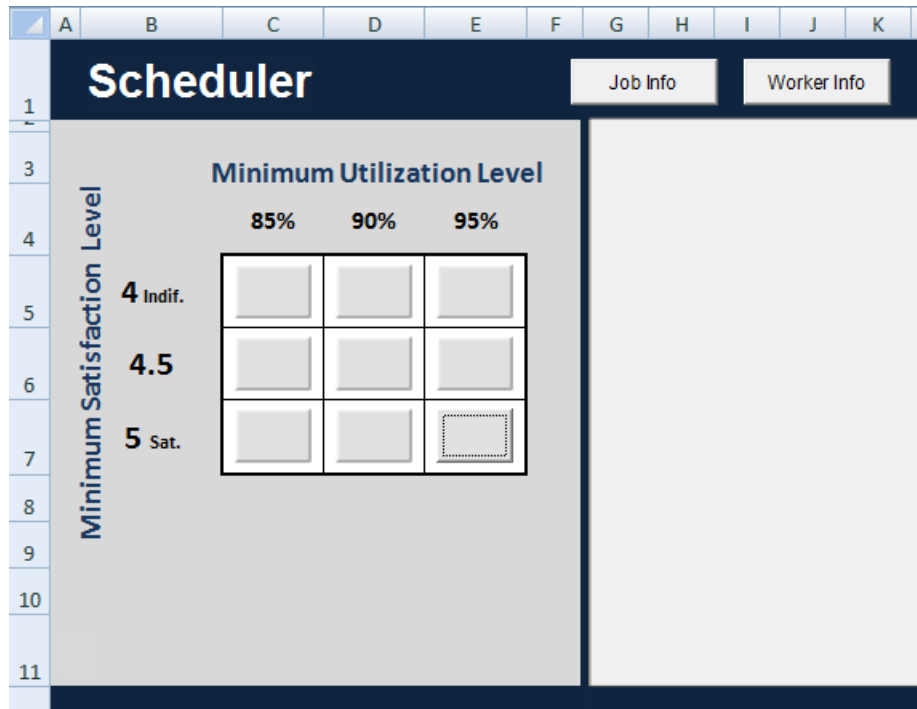 A B C D E F G H I J K
1 Scheduler Job Info Worker Info
2
3 Minimum Utilization Level
Minimum Satisfaction Level
4 85% 90% 95%
5 4 Indif.
6 4.5
7 5 Sat.
8
9
10
11